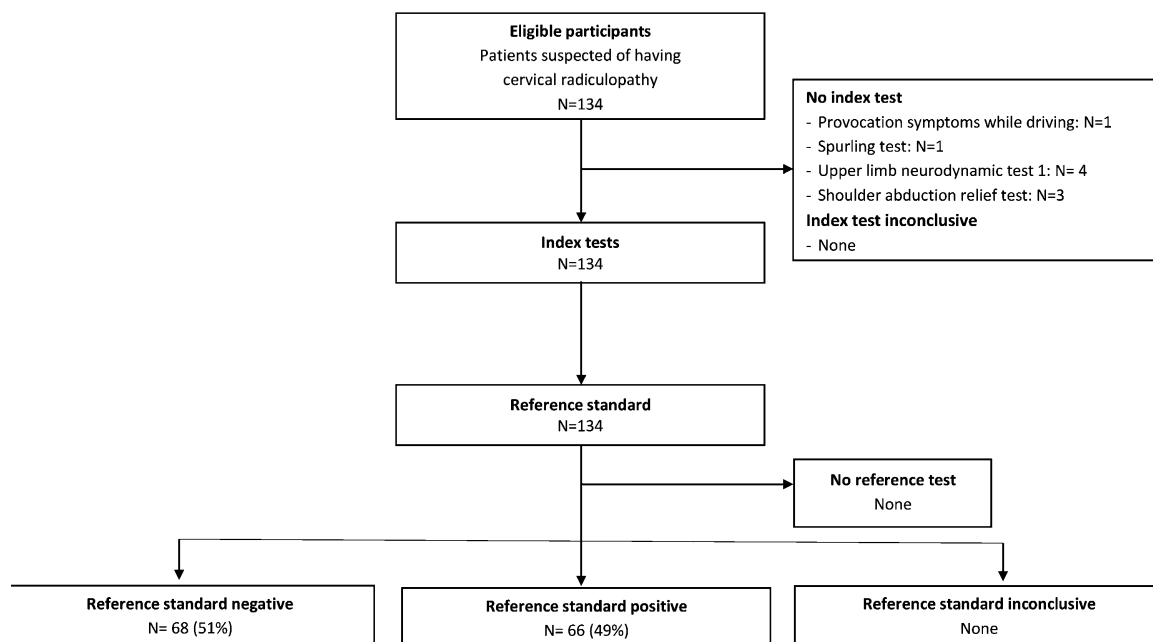 Eligible participants
Patients suspected of having
cervical radiculopathy
N=134
No index test
- Provocation symptoms while driving: N=1
- Spurling test: N=1
- Upper limb neurodynamic test 1: N= 4
- Shoulder abduction relief test: N=3
Index test inconclusive
- None
Index tests
N=134
Reference standard
N=134
No reference test
None
Reference standard negative
N= 68 (51%)
Reference standard positive
N= 66 (49%)
Reference standard inconclusive
None